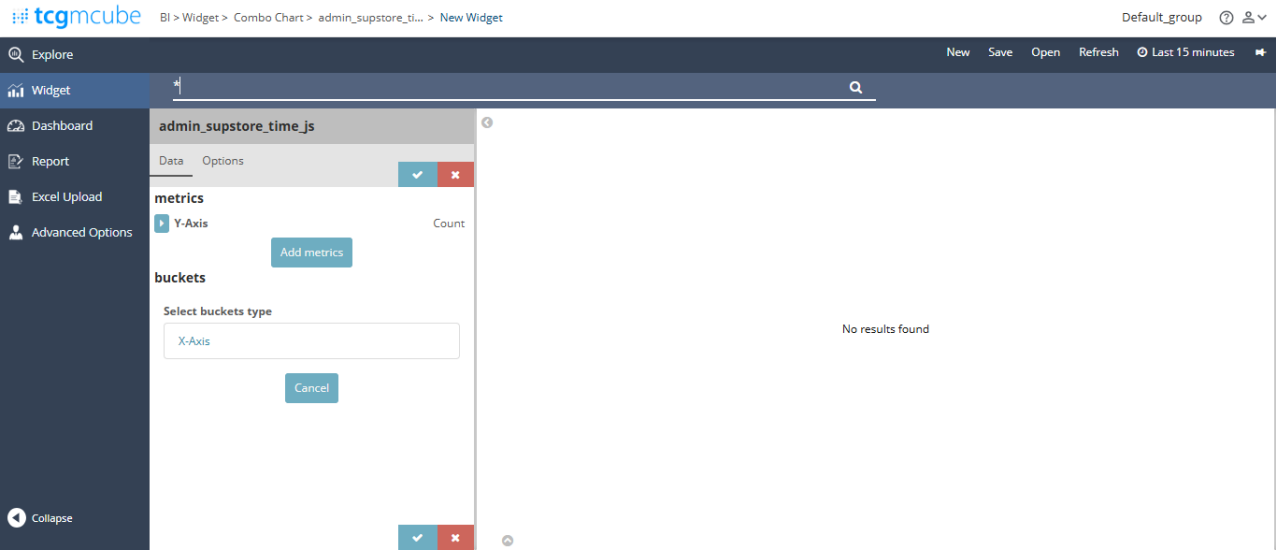 tcgmcube
BI > Widget > Combo Chart > admin_supstore_ti... > New Widget
Default_group
Explore
New Save Open Refresh Last 15 minutes
Widget
*
Dashboard
Report
Excel Upload
Advanced Options
Collapse
admin_supstore_time_js
Data Options
metrics
Y-Axis Count
Add metrics
buckets
Select buckets type
X-Axis
Cancel
No results found